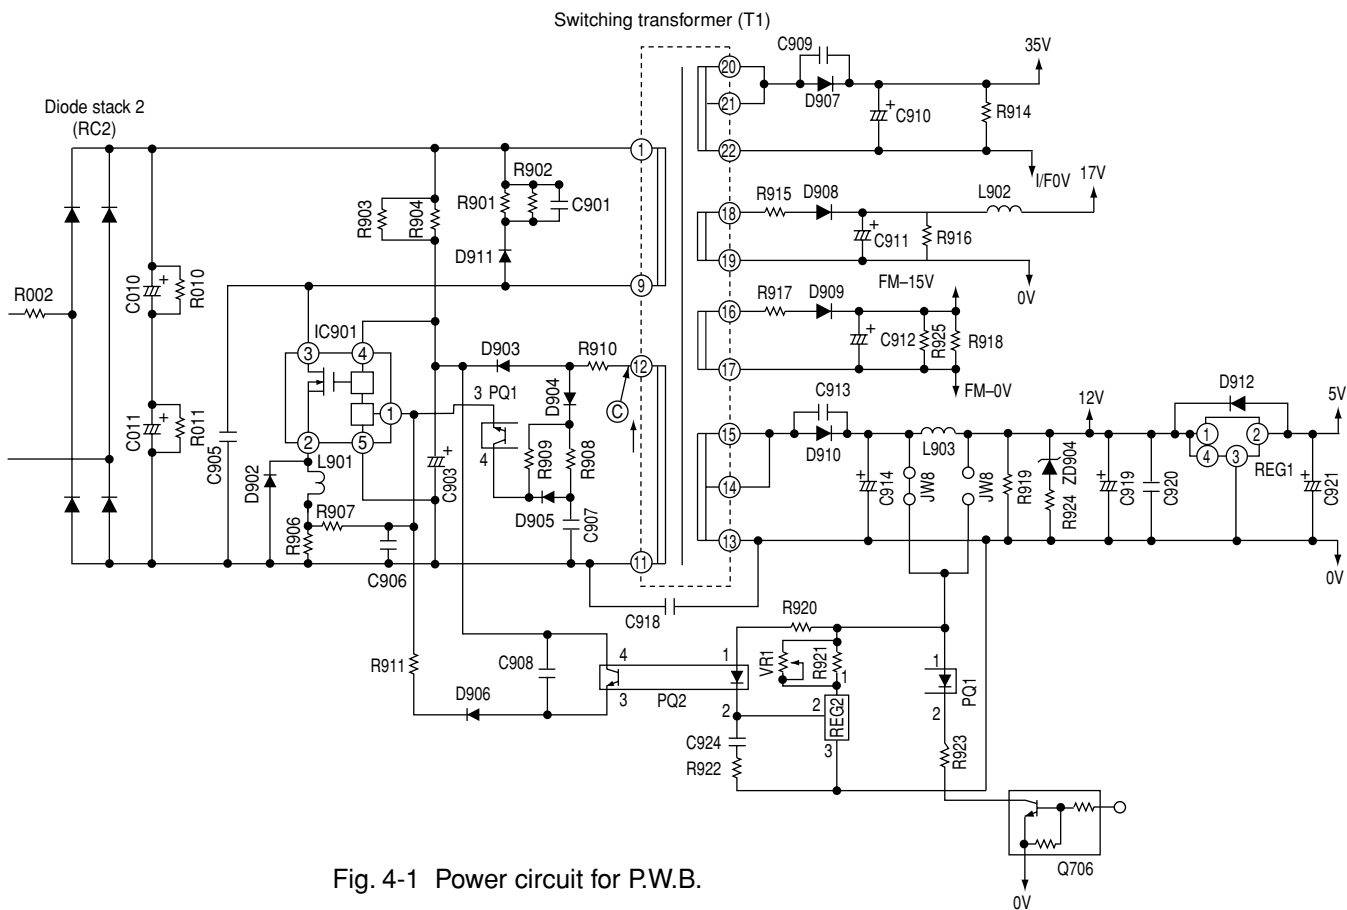 Switching transformer (T1)
C909
35V
20
D907
21
C910
R914
22
I/F0V
Diode stack 2
(RC2)
1
R902
R901
C901
R903
R904
D911
9
R915
D908
L902
17V
18
C911
R916
19
0V
FM–15V
R002
C010
R010
IC901
3
4
R917
D909
16
C912
R925
R918
17
FM–0V
D903
R910
12
3 PQ1
D904
C
1
C011
R011
C905
D902
2
5
L901
C903
4
R909
R908
D905
C907
R907
R906
C906
11
C913
12V
D912
5V
15
D910
L903
1
2
4
3
REG1
14
C914
JW8
JW8
R919
R924
ZD904
C919
C920
C921
13
0V
C918
R920
R911
C908
4
1
VR1
R921
1
1
PQ1
D906
3
PQ2
2
2
REG2
3
2
C924
R922
R923
Q706
0V
Fig. 4-1 Power circuit for P.W.B.